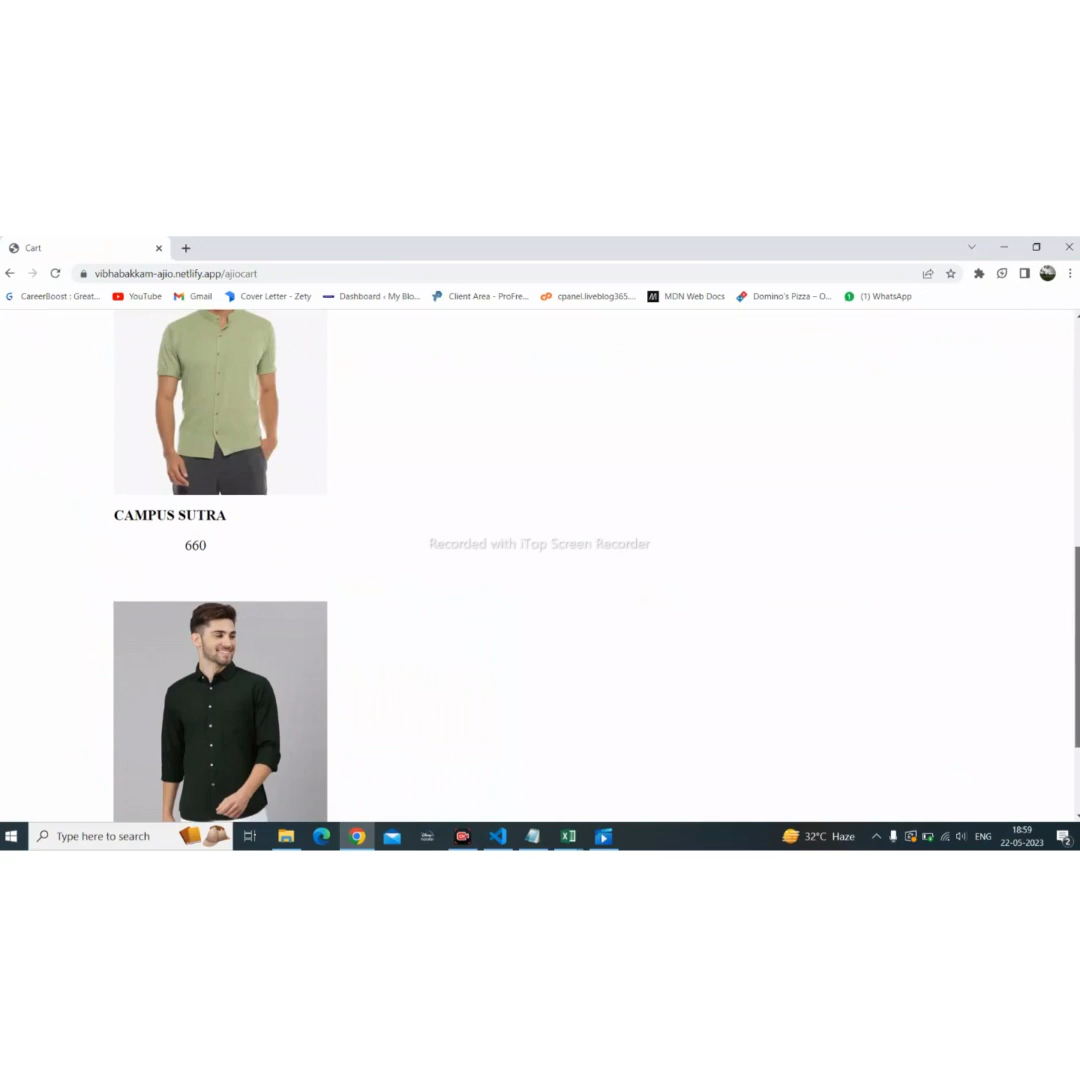 Cart
vibhabakkam-ajio.netlify.app/ajiocart
CareerBoost : Great... YouTube Gmail Cover Letter - Zety Dashboard ‹ My Blo... Client Area - ProFre... cpanel.liveblog365.... MDN Web Docs Domino's Pizza – O... (1) WhatsApp
CAMPUS SUTRA
660
Recorded with iTop Screen Recorder
Type here to search
32°C Haze
ENG
18:59
22-05-2023
2